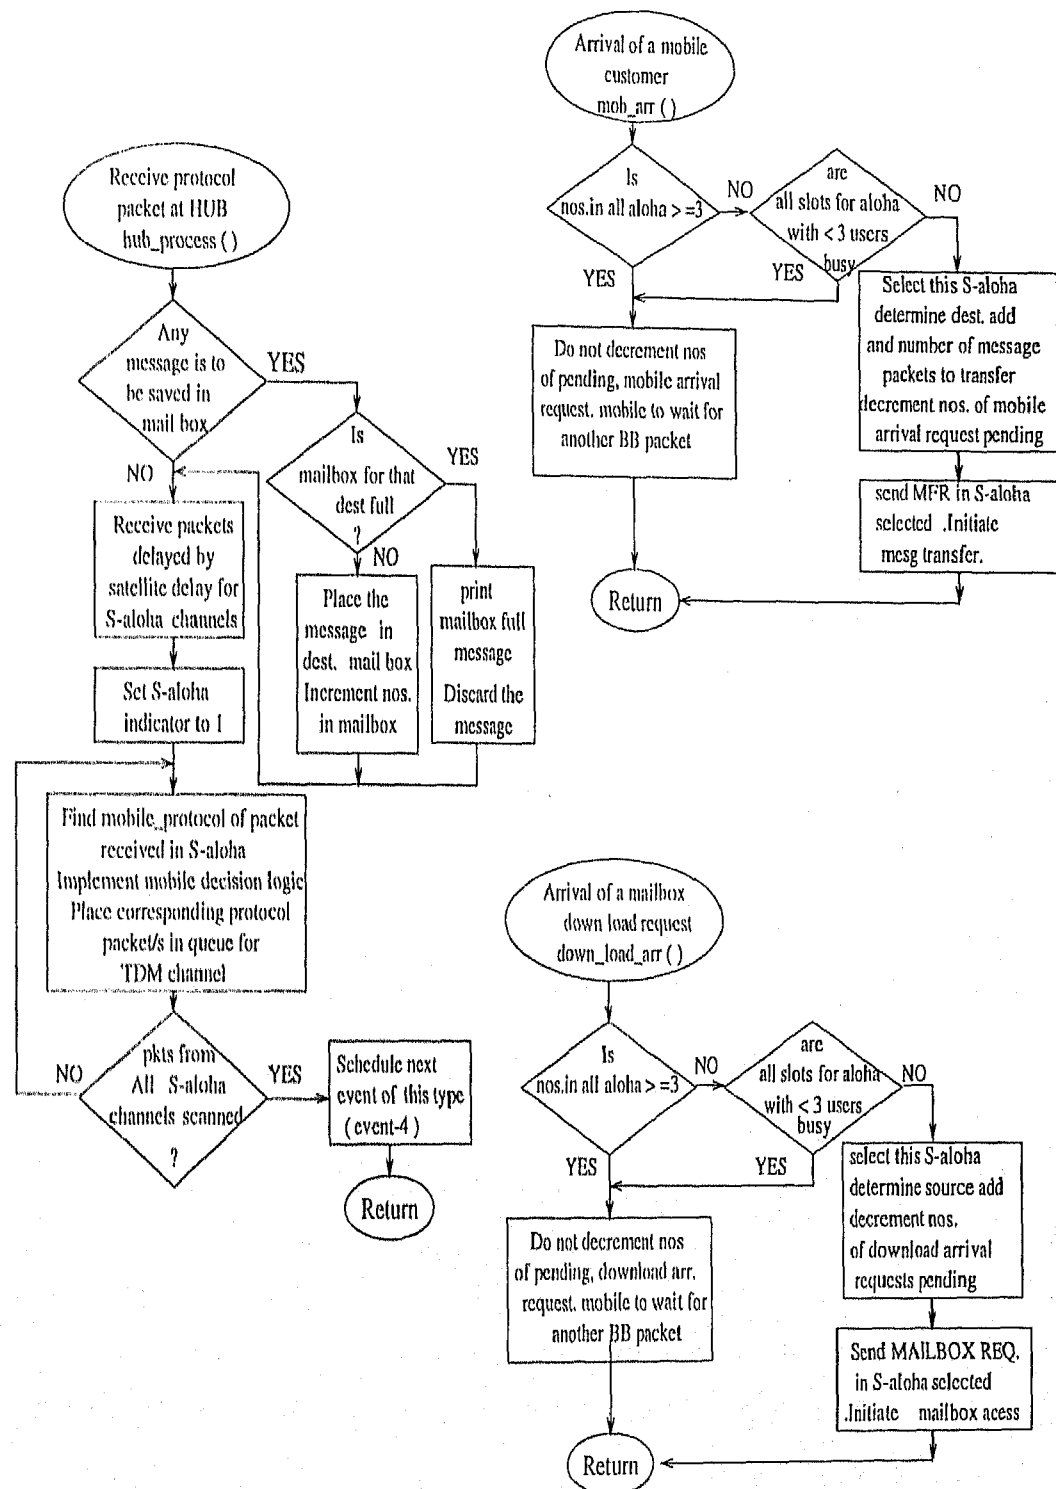 Arrival of a mobile
customer
mob_arr ( )
Is
nos.in all aloha > =3
NO
are
all slots for aloha
with < 3 users
busy
NO
YES
YES
Do not decrement nos
of pending, mobile arrival
request. mobile to wait for
another BB packet
Select this S-aloha
determine dest. add
and number of message
packets to transfer
decrement nos. of mobile
arrival request pending
send MFR in S-aloha
selected .Initiate
mesg transfer.
Return
Receive protocol
packet at HUB
hub_process ( )
Any
message is to
be saved in
mail box
YES
NO
Is
mailbox for that
dest full
?
YES
NO
Receive packets
delayed by
satellite delay for
S-aloha channels
Place the
message in
dest. mail box
Increment nos.
in mailbox
print
mailbox full
message
Discard the
message
Set S-aloha
indicator to 1
Find mobile_protocol of packet
received in S-aloha
Implement mobile decision logic
Place corresponding protocol
packet/s in queue for
TDM channel
pkts from
All S-aloha
channels scanned
?
NO
YES
Schedule next
event of this type
( event-4 )
Return
Arrival of a mailbox
down load request
down_load_arr ( )
Is
nos.in all aloha > =3
NO
are
all slots for aloha
with < 3 users
busy
NO
YES
YES
Do not decrement nos
of pending, download arr.
request. mobile to wait for
another BB packet
select this S-aloha
determine source add
decrement nos.
of download arrival
requests pending
Send MAILBOX REQ.
in S-aloha selected
.Initiate mailbox acess
Return